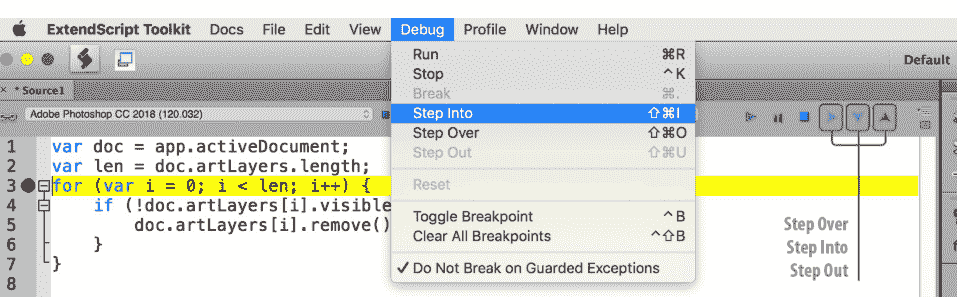 ExtendScript Toolkit Docs File Edit View Debug Profile Window Help
Run ⌘R
Stop ^K
Break ⌘.
Step Into ⇧⌘I
Step Over ⇧⌘O
Step Out ⇧⌘U
Reset
Toggle Breakpoint ^B
Clear All Breakpoints ^⇧B
✓ Do Not Break on Guarded Exceptions
Default
× *Source1
Adobe Photoshop CC 2018 (120.032)
1 var doc = app.activeDocument;
2 var len = doc.artLayers.length;
3 for (var i = 0; i < len; i++) {
4 if (!doc.artLayers[i].visible
5 doc.artLayers[i].remove()
6 }
7 }
8
Step Over
Step Into
Step Out